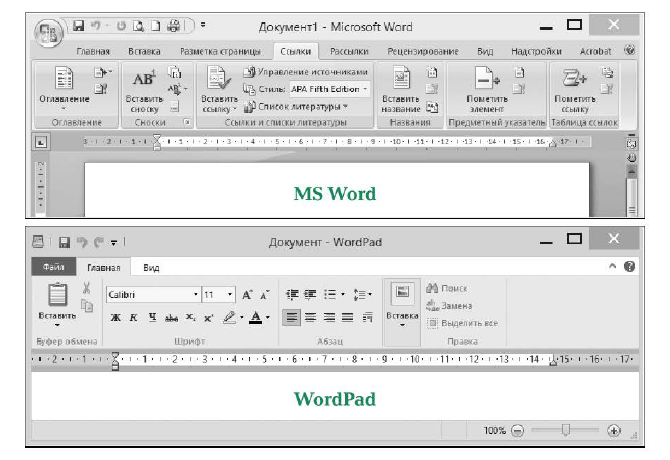 Документ1 - Microsoft Word
Главная Вставка Разметка страницы Ссылки Рассылки Рецензирование Вид Надстройки Acrobat
Оглавление
AB¹
Вставить сноску
AB
Вставить ссылку
Управление источниками
Стиль: APA Fifth Edition
Список литературы
Вставить название
Пометить элемент
Пометить ссылку
Оглавление Сноски Ссылки и списки литературы Названия Предметный указатель Таблица ссылок
3 · 2 · 1 · 1 · 2 · 3 · 4 · 5 · 6 · 7 · 8 · 9 · 10 · 11 · 12 · 13 · 14 · 15 · 16 · 17
MS Word
Документ - WordPad
Файл Главная Вид
Вставить
Calibri 11 A A
Ж К Ч abc X₂ X² A
Вставка
Поиск
Замена
Выделить все
Буфер обмена Шрифт Абзац Правка
2 · 1 · 1 · 2 · 3 · 4 · 5 · 6 · 7 · 8 · 9 · 10 · 11 · 12 · 13 · 14 · 15 · 16 · 17
WordPad
100%